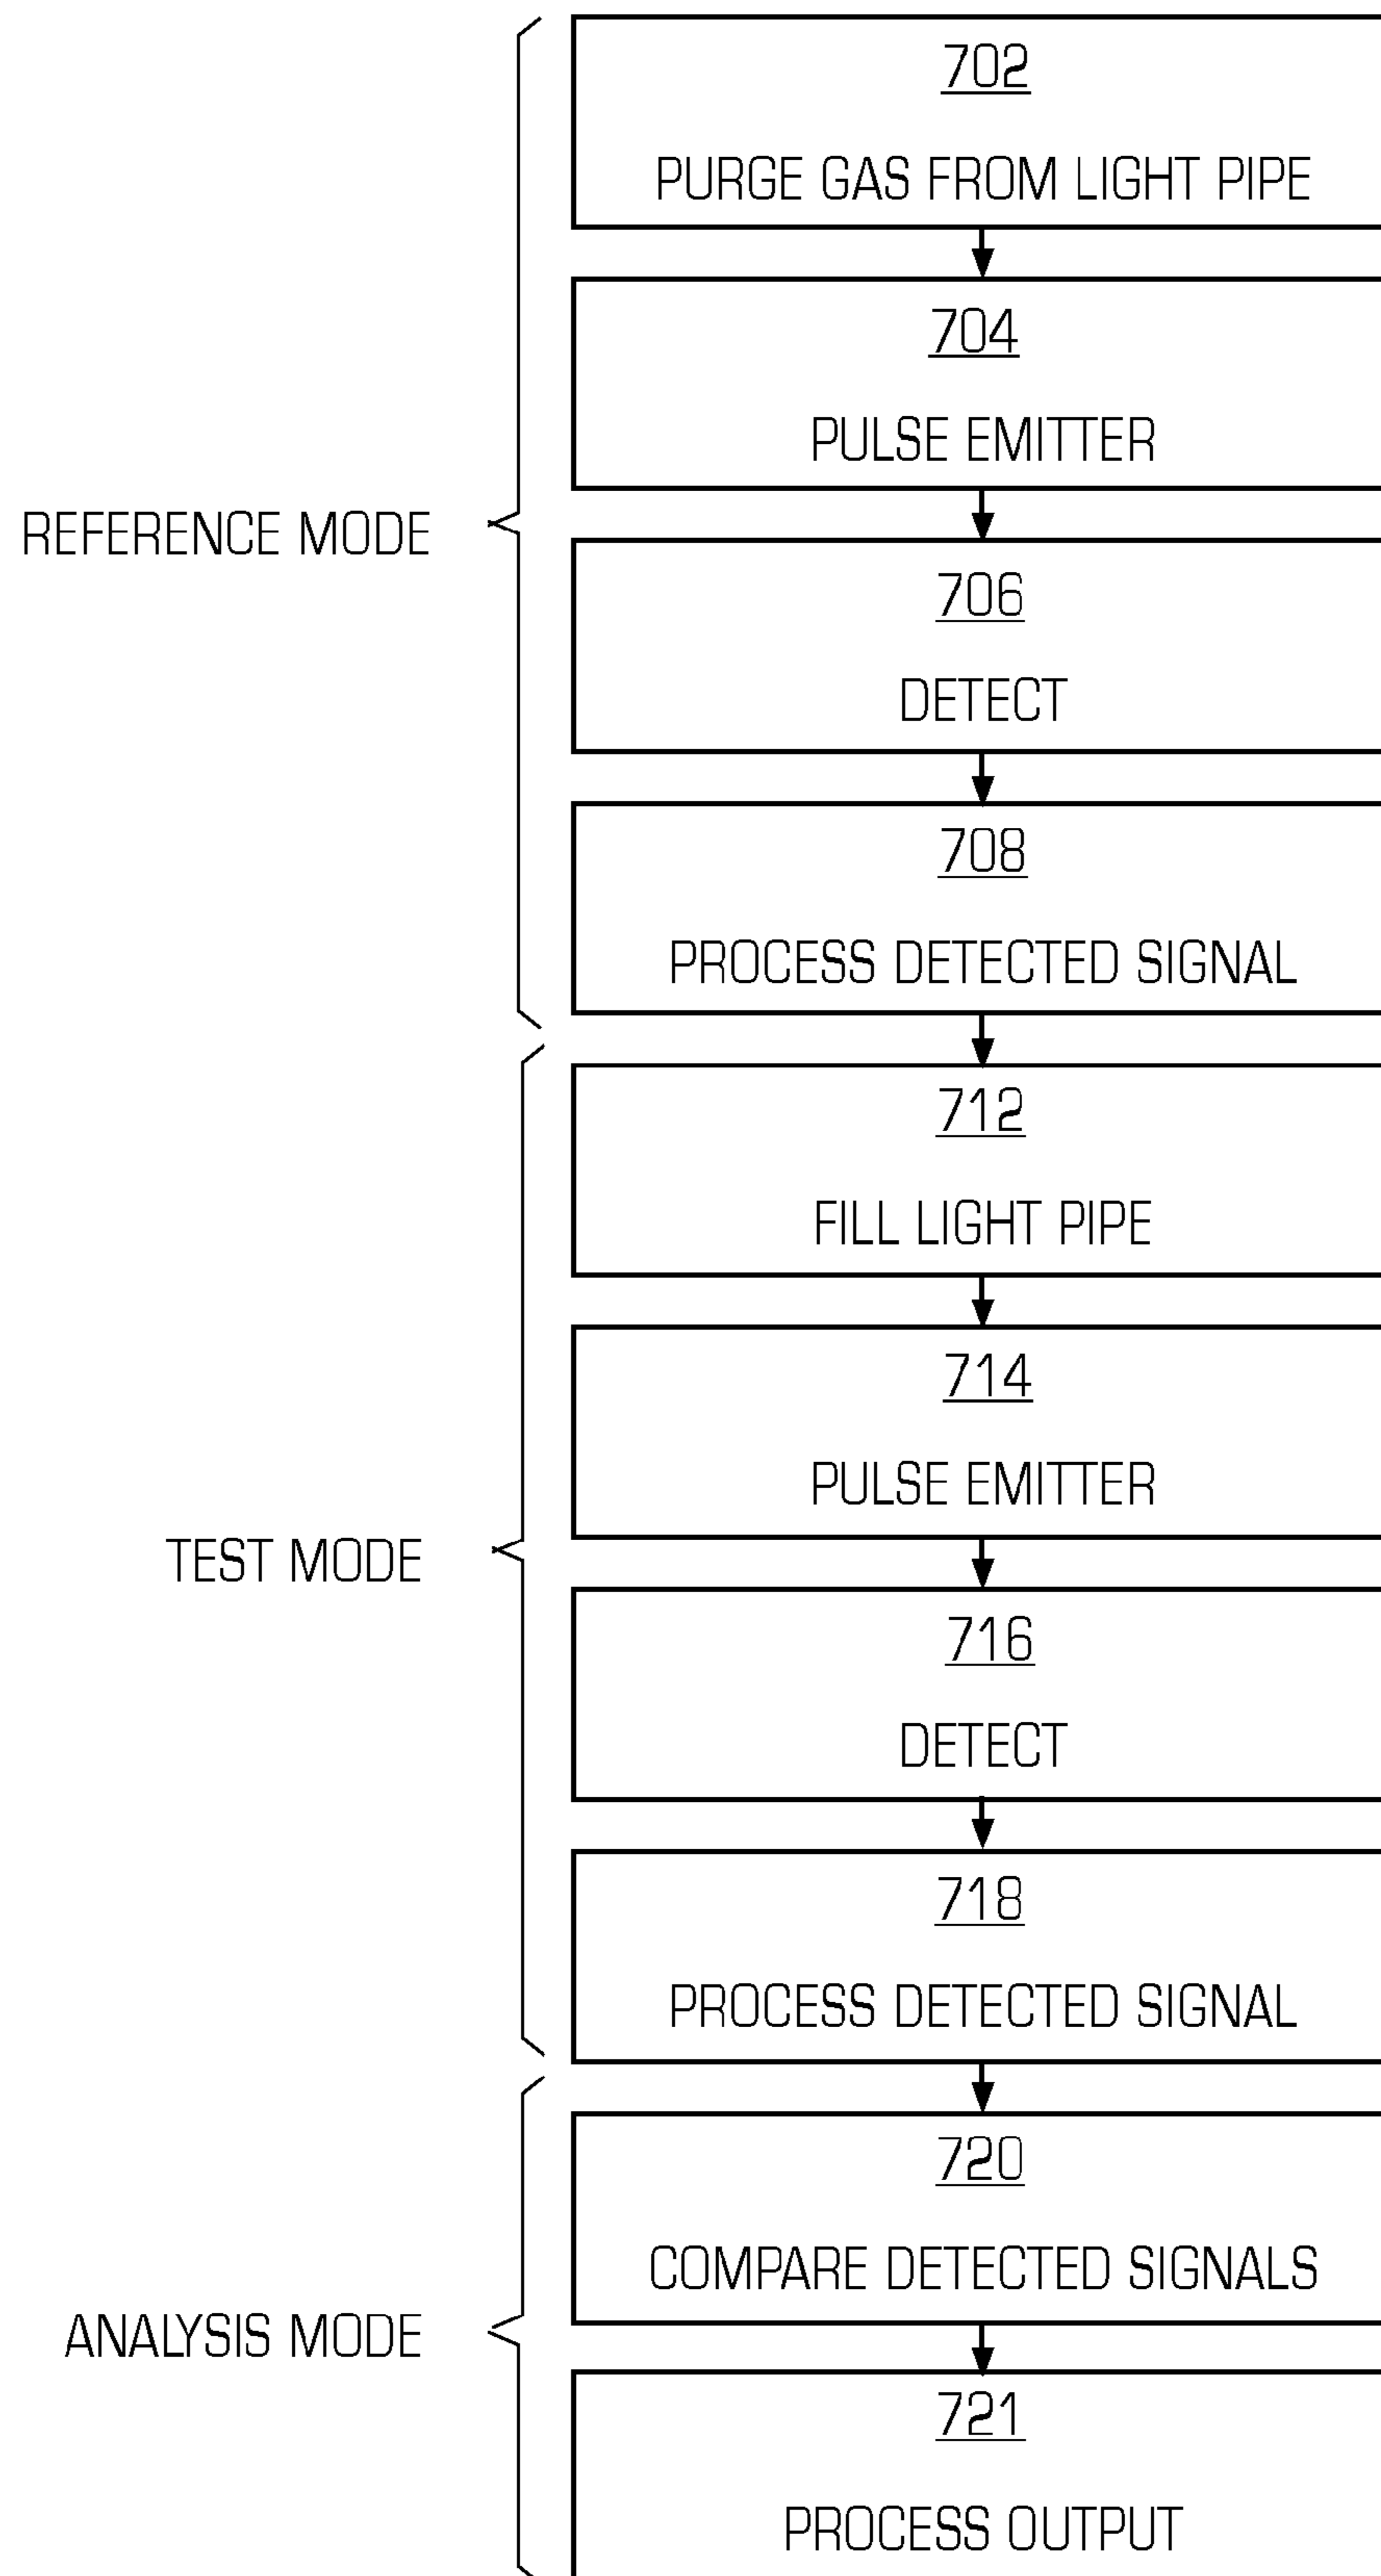 702
PURGE GAS FROM LIGHT PIPE
704
PULSE EMITTER
REFERENCE MODE
706
DETECT
708
PROCESS DETECTED SIGNAL
712
FILL LIGHT PIPE
714
PULSE EMITTER
TEST MODE
716
DETECT
718
PROCESS DETECTED SIGNAL
720
COMPARE DETECTED SIGNALS
ANALYSIS MODE
721
PROCESS OUTPUT